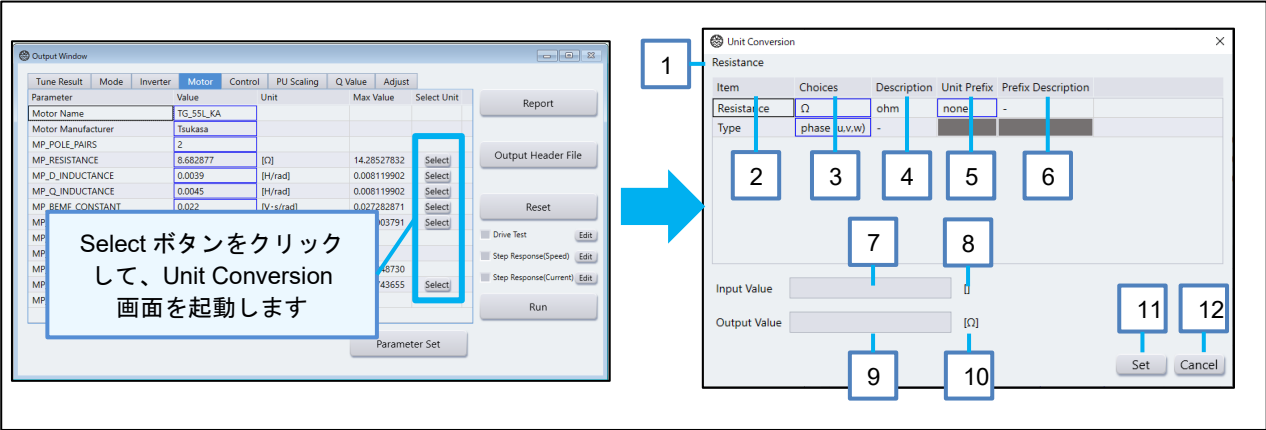 Output Window
Tune Result Mode Inverter Motor Control PU Scaling Q Value Adjust
Parameter Value Unit Max Value Select Unit
Motor Name TG_55L_KA
Motor Manufacturer Tsukasa
MP_POLE_PAIRS 2
MP_RESISTANCE 8.682877 [Ω] 14.28527832 Select
MP_D_INDUCTANCE 0.0039 [H/rad] 0.008119902 Select
MP_Q_INDUCTANCE 0.0045 [H/rad] 0.008119902 Select
MP_BEMF_CONSTANT 0.022 [V-s/rad] 0.027282871 Select
Select
Select
Select ボタンをクリック
して、Unit Conversion
画面を起動します
Report
Output Header File
Reset
Drive Test Edit
Step Response(Speed) Edit
Step Response(Current) Edit
Run
Parameter Set
Unit Conversion
1
Resistance
Item Choices Description Unit Prefix Prefix Description
Resistance Ω ohm none -
Type phase (u,v,w) -
2 3 4 5 6
7 8
Input Value []
Output Value [Ω]
9 10
11 12
Set Cancel